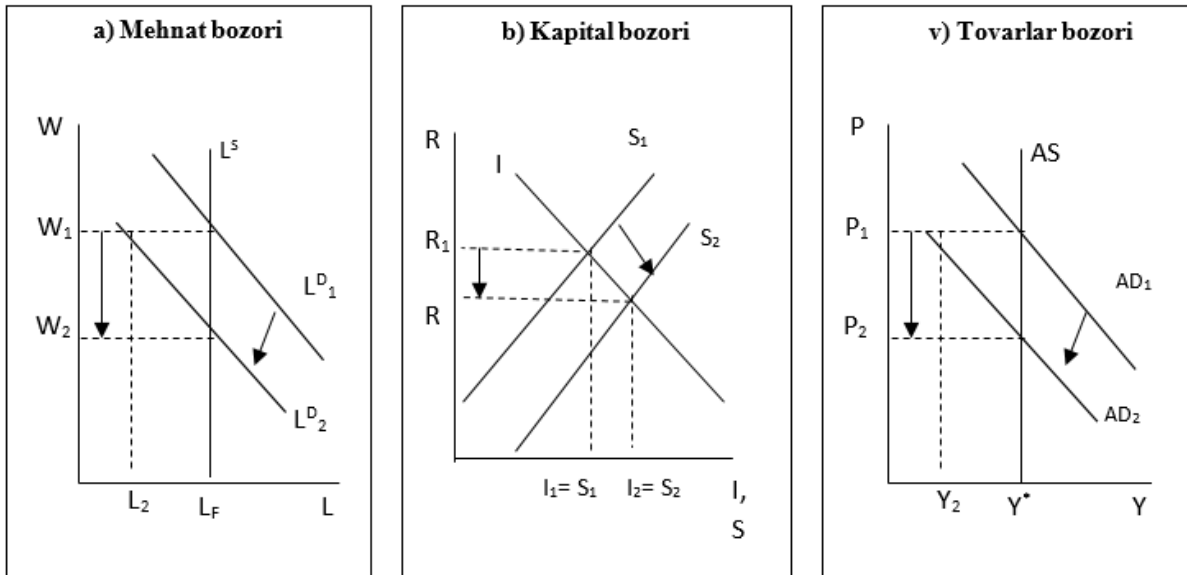 a) Mehnat bozori
W
L^S
W₁
L^D₁
W₂
L^D₂
L₂
L_F
L
b) Kapital bozori
R
I
S₁
R₁
S₂
R
I₁= S₁
I₂= S₂
I,
S
v) Tovarlar bozori
P
AS
P₁
AD₁
P₂
AD₂
Y₂
Y*
Y